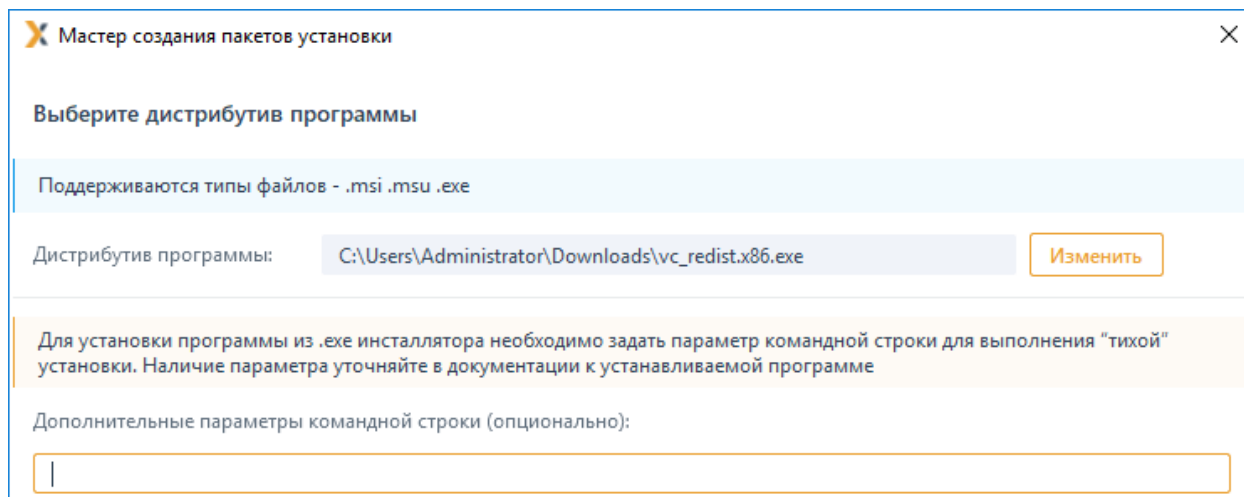 Мастер создания пакетов установки
Выберите дистрибутив программы
Поддерживаются типы файлов - .msi .msu .exe
Дистрибутив программы: C:\Users\Administrator\Downloads\vc_redist.x86.exe Изменить
Для установки программы из .exe инсталлятора необходимо задать параметр командной строки для выполнения “тихой”
установки. Наличие параметра уточняйте в документации к устанавливаемой программе
Дополнительные параметры командной строки (опционально):